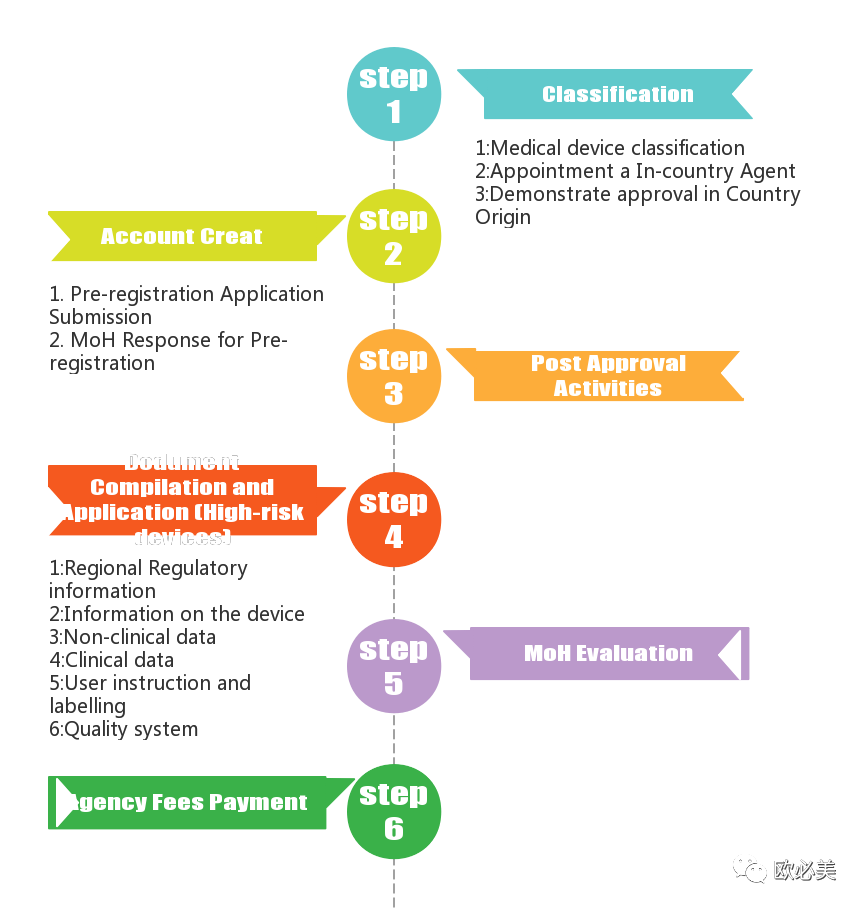 step
1
Classification
1:Medical device classification
2:Appointment a In-country Agent
3:Demonstrate approval in Country
Origin
step
2
Account Creat
1. Pre-registration Application
Submission
2. MoH Response for Pre-
registration
step
3
Post Approval
Activities
step
4
Document
Compilation and
Application (High-risk
devices)
1:Regional Regulatory
information
2:Information on the device
3:Non-clinical data
4:Clinical data
5:User instruction and
labelling
6:Quality system
step
5
MoH Evaluation
step
6
Agency Fees Payment
欧必美